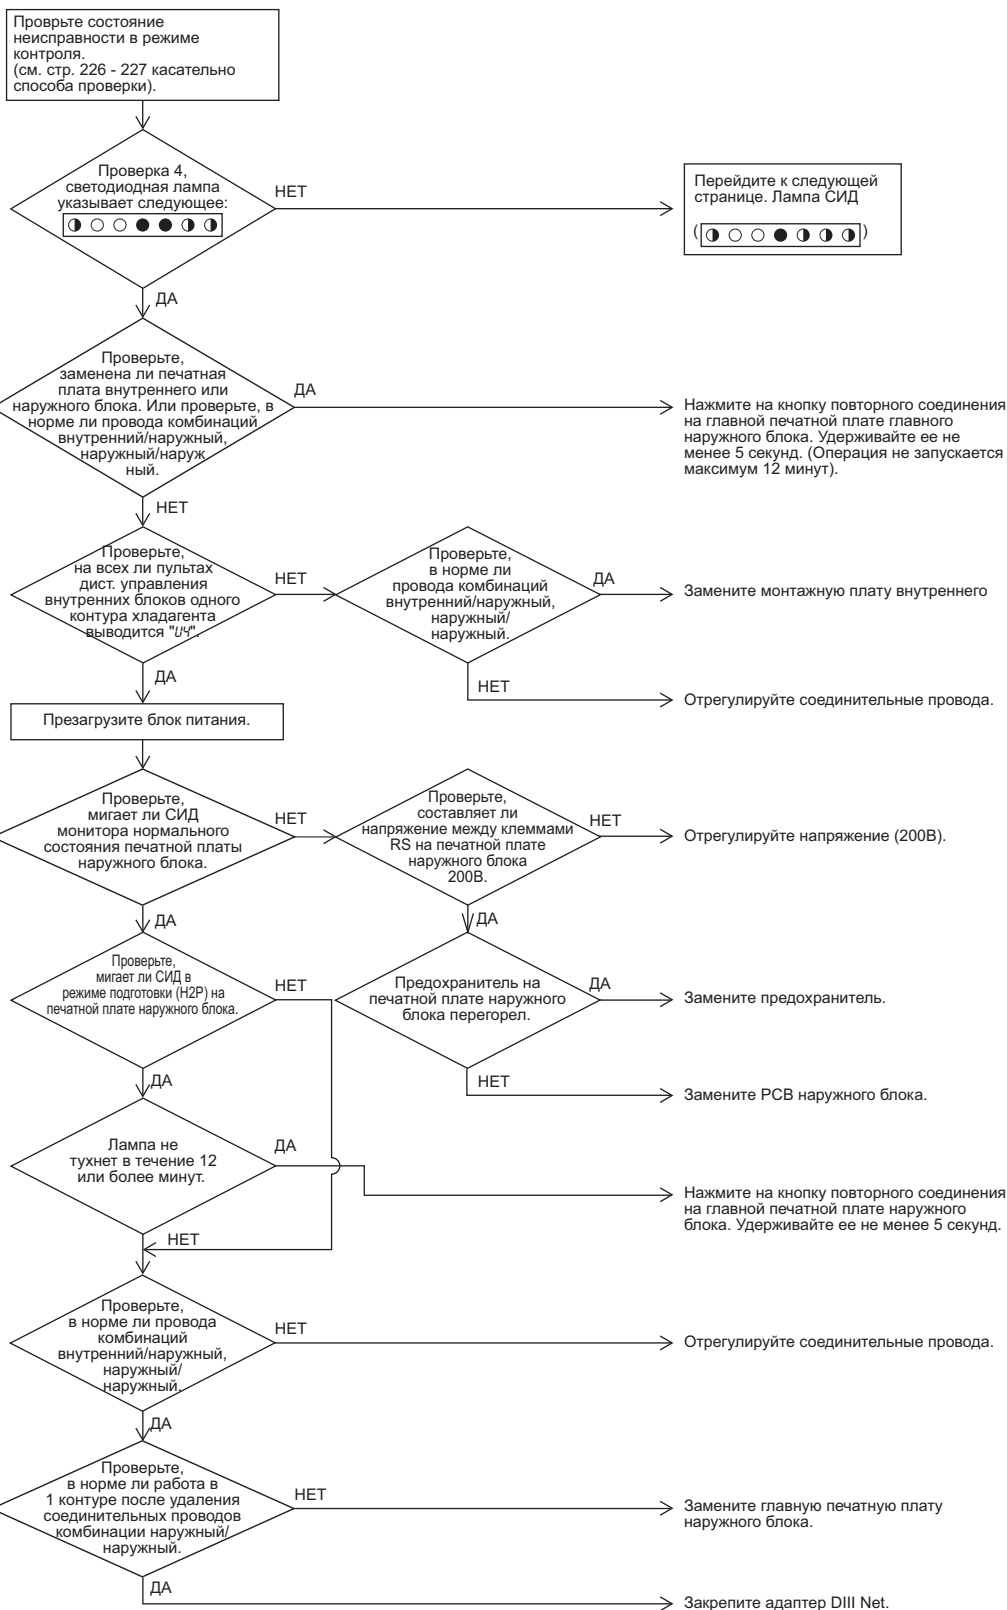 Проврьте состояние
неисправности в режиме
контроля.
(см. стр. 226 - 227 касательно
способа проверки).
Проверка 4,
светодиодная лампа
указывает следующее:
НЕТ
Перейдите к следующей
странице. Лампа СИД
( )
ДА
Проверьте,
заменена ли печатная
плата внутреннего или
наружного блока. Или проверьте, в
норме ли провода комбинаций
внутренний/наружный,
наружный/наруж
ный.
ДА
Нажмите на кнопку повторного соединения
на главной печатной плате главного
наружного блока. Удерживайте ее не
менее 5 секунд. (Операция не запускается
максимум 12 минут).
НЕТ
Проверьте,
на всех ли пультах
дист. управления
внутренних блоков одного
контура хладагента
выводится "U4".
НЕТ
Проверьте,
в норме ли
провода комбинаций
внутренний/наружный,
наружный/
наружный.
ДА
Замените монтажную плату внутреннего
НЕТ
Отрегулируйте соединительные провода.
ДА
Презагрузите блок питания.
Проверьте,
мигает ли СИД
монитора нормального
состояния печатной платы
наружного блока.
НЕТ
Проверьте,
составляет ли
напряжение между клеммами
RS на печатной плате
наружного блока
200В.
НЕТ
Отрегулируйте напряжение (200В).
ДА
ДА
Проверьте,
мигает ли СИД в
режиме подготовки (H2P) на
печатной плате наружного блока.
НЕТ
Предохранитель на
печатной плате наружного
блока перегорел.
ДА
Замените предохранитель.
НЕТ
Замените PCB наружного блока.
ДА
Лампа не
тухнет в течение 12
или более минут.
ДА
Нажмите на кнопку повторного соединения
на главной печатной плате наружного
блока. Удерживайте ее не менее 5 секунд.
НЕТ
Проверьте,
в норме ли провода
комбинаций
внутренний/наружный,
наружный/
наружный.
НЕТ
Отрегулируйте соединительные провода.
ДА
Проверьте,
в норме ли работа в
1 контуре после удаления
соединительных проводов
комбинации наружный/
наружный.
НЕТ
Замените главную печатную плату
наружного блока.
ДА
Закрепите адаптер DIII Net.